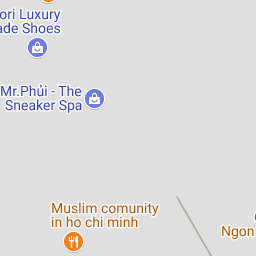 ori Luxury
ade Shoes
Mr.Phủi - The
Sneaker Spa
Muslim comunity
in ho chi minh
Ngon